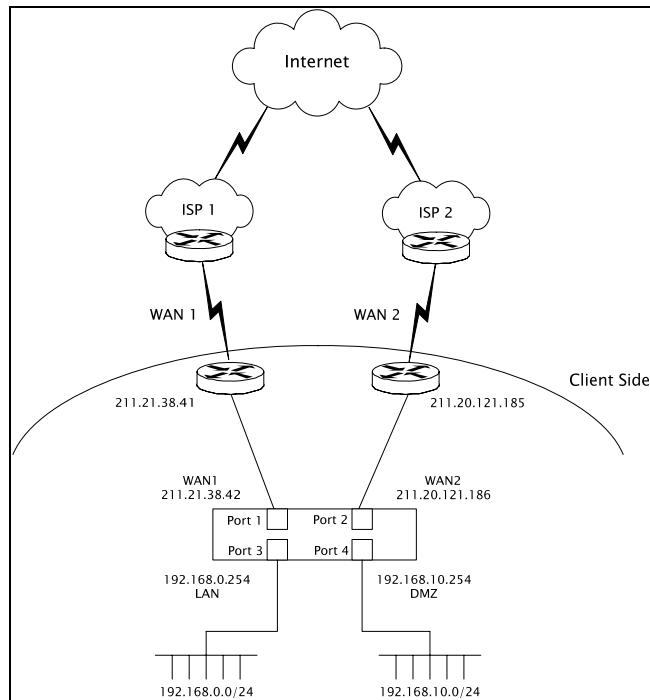 Internet
ISP 1
ISP 2
WAN 1
WAN 2
Client Side
211.21.38.41
211.20.121.185
WAN1
211.21.38.42
WAN2
211.20.121.186
Port 1
Port 2
Port 3
Port 4
192.168.0.254
LAN
192.168.10.254
DMZ
192.168.0.0/24
192.168.10.0/24